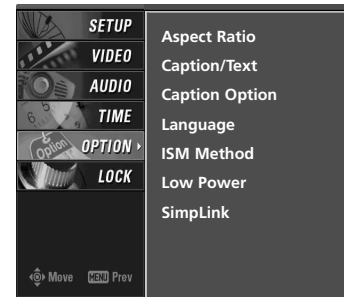 SETUP
VIDEO
AUDIO
TIME
OPTION
LOCK
Move MENU Prev
Aspect Ratio
Caption/Text
Caption Option
Language
ISM Method
Low Power
SimpLink